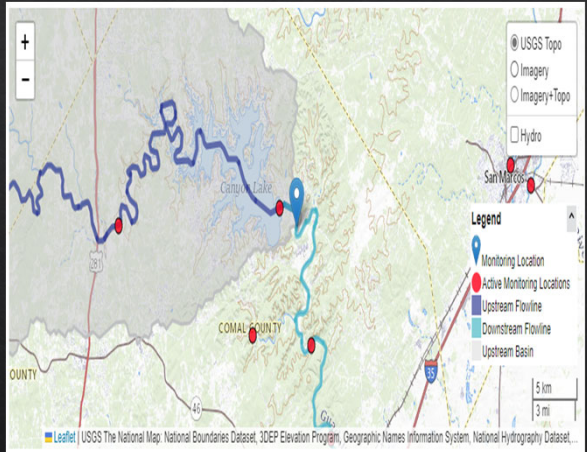 +
−
USGS Topo
Imagery
Imagery+Topo
Hydro
San Marcos
Canyon Lake
Legend
^
Monitoring Location
Active Monitoring Locations
Upstream Flowline
Downstream Flowline
Upstream Basin
281
COMAL COUNTY
OUNTY
35
46
5 km
3 mi
Leaflet | USGS The National Map: National Boundaries Dataset, 3DEP Elevation Program, Geographic Names Information System, National Hydrography Dataset,...